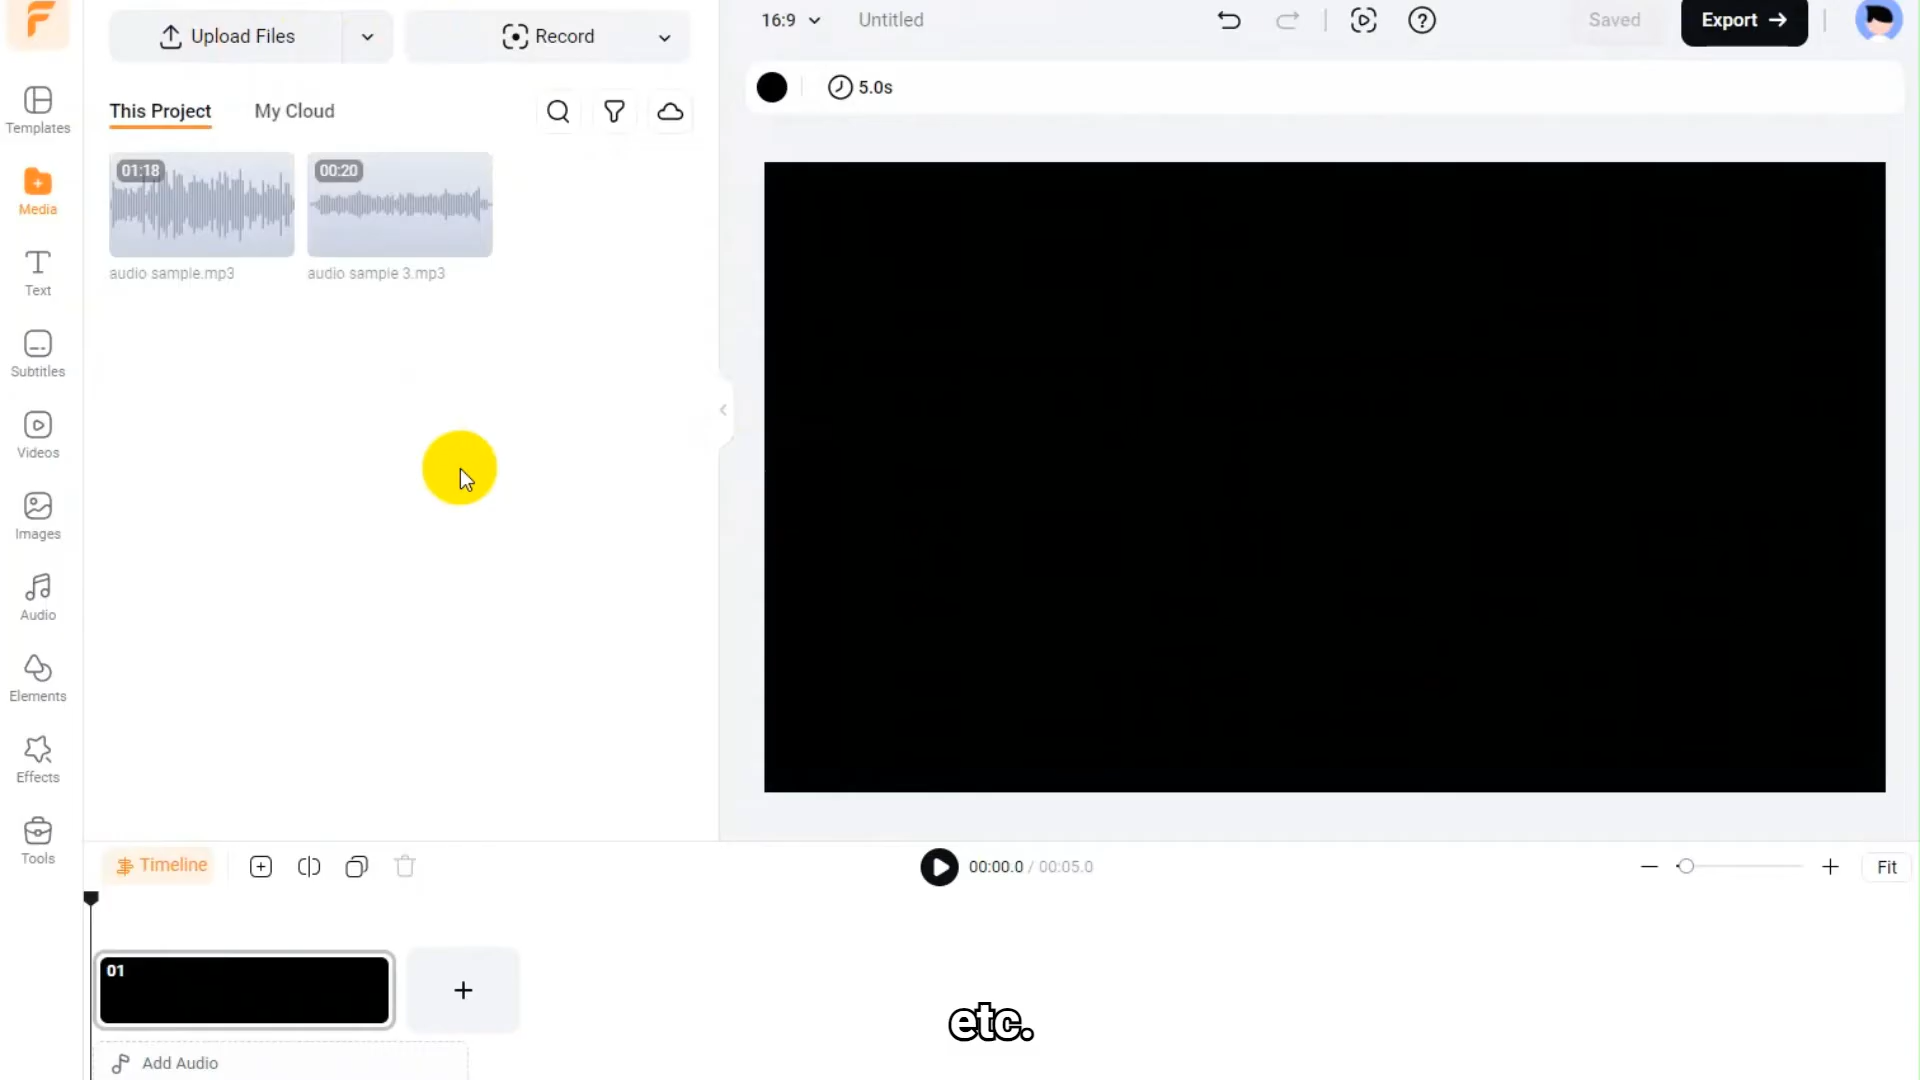 Upload Files
Record
16:9
Untitled
Saved
Export
5.0s
This Project
My Cloud
Templates
Media
Text
Subtitles
Videos
Images
Audio
Elements
Effects
Tools
01:18
00:20
audio sample.mp3
audio sample 3.mp3
Timeline
00:00.0 / 00:05.0
Fit
01
etc.
Add Audio